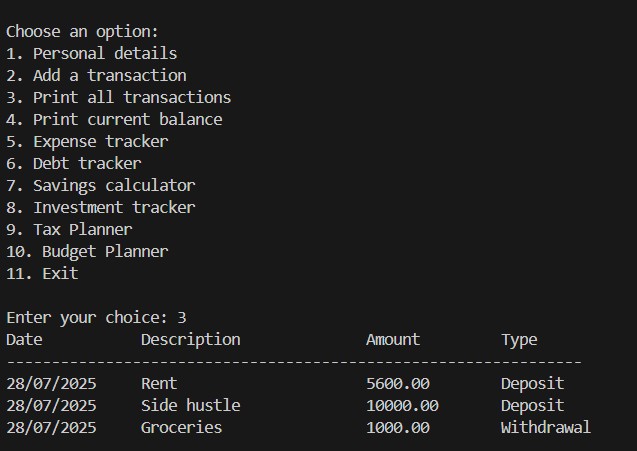 Choose an option:
1. Personal details
2. Add a transaction
3. Print all transactions
4. Print current balance
5. Expense tracker
6. Debt tracker
7. Savings calculator
8. Investment tracker
9. Tax Planner
10. Budget Planner
11. Exit
Enter your choice: 3
Date Description Amount Type
----------------------------------------------------------------
28/07/2025 Rent 5600.00 Deposit
28/07/2025 Side hustle 10000.00 Deposit
28/07/2025 Groceries 1000.00 Withdrawal